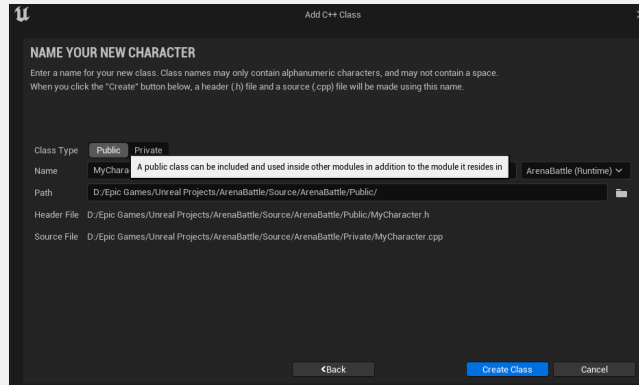 Add C++ Class
NAME YOUR NEW CHARACTER
Enter a name for your new class. Class names may only contain alphanumeric characters, and may not contain a space.
When you click the "Create" button below, a header (.h) file and a source (.cpp) file will be made using this name.
Class Type Public Private
Name MyChara ArenaBattle (Runtime)
A public class can be included and used inside other modules in addition to the module it resides in
Path D:/Epic Games/Unreal Projects/ArenaBattle/Source/ArenaBattle/Public/
Header File D:/Epic Games/Unreal Projects/ArenaBattle/Source/ArenaBattle/Public/MyCharacter.h
Source File D:/Epic Games/Unreal Projects/ArenaBattle/Source/ArenaBattle/Private/MyCharacter.cpp
Back Create Class Cancel